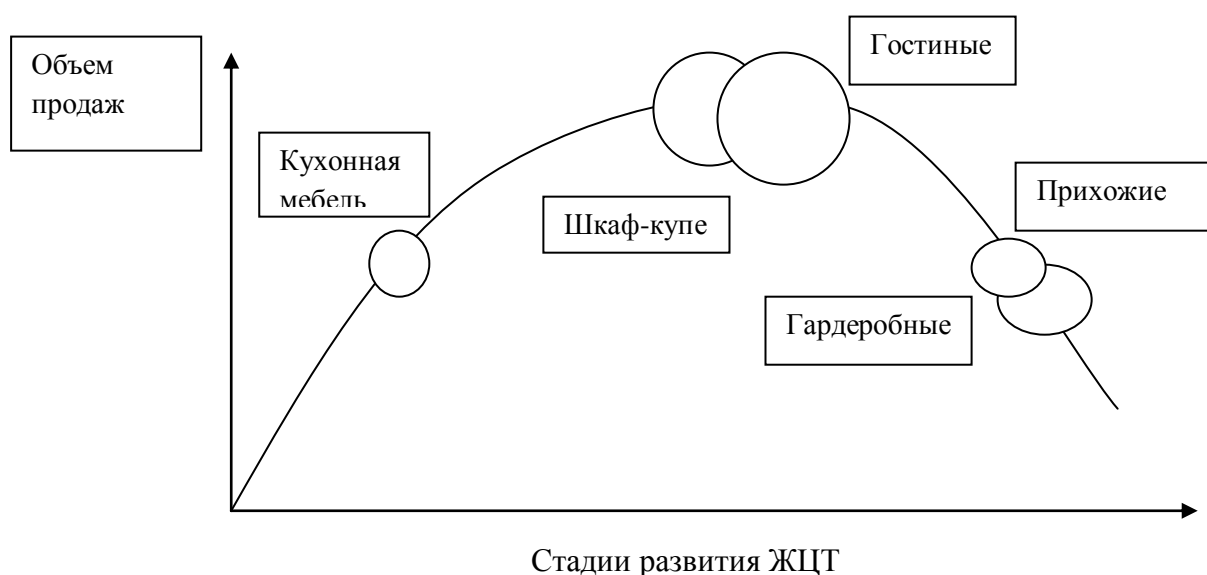 Гостиные
Объем
продаж
Кухонная
мебель
Прихожие
Шкаф-купе
Гардеробные
Стадии развития ЖЦТ